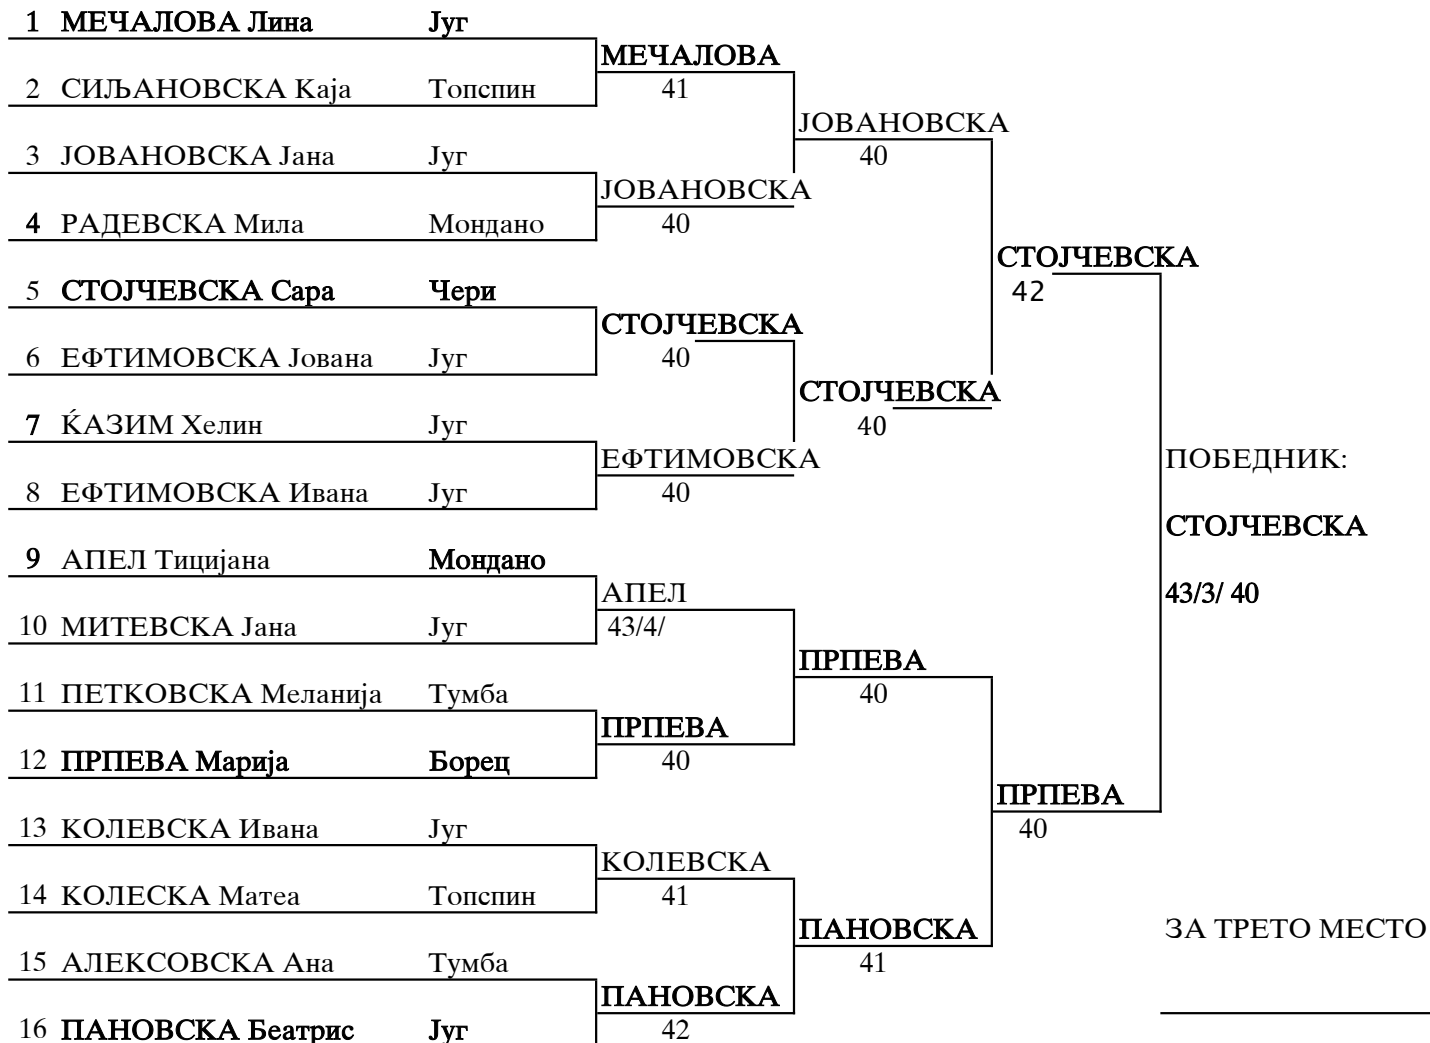 1 МЕЧАЛОВА Лина Југ
МЕЧАЛОВА
2 СИЉАНОВСКА Каја Топспин 41
ЈОВАНОВСКА
3 ЈОВАНОВСКА Јана Југ 40
ЈОВАНОВСКА
4 РАДЕВСКА Мила Мондано 40
СТОЈЧЕВСКА
5 СТОЈЧЕВСКА Сара Чери 42
СТОЈЧЕВСКА
6 ЕФТИМОВСКА Јована Југ 40
СТОЈЧЕВСКА
7 ЌАЗИМ Хелин Југ 40
ЕФТИМОВСКА ПОБЕДНИК:
8 ЕФТИМОВСКА Ивана Југ 40
СТОЈЧЕВСКА
9 АПЕЛ Тицијана Мондано
АПЕЛ 43/3/ 40
10 МИТЕВСКА Јана Југ 43/4/
ПРПЕВА
11 ПЕТКОВСКА Меланија Тумба 40
ПРПЕВА
12 ПРПЕВА Марија Борец 40
ПРПЕВА
13 КОЛЕВСКА Ивана Југ 40
КОЛЕВСКА
14 КОЛЕСКА Матеа Топспин 41
ПАНОВСКА ЗА ТРЕТО МЕСТО
15 АЛЕКСОВСКА Ана Тумба 41
ПАНОВСКА
16 ПАНОВСКА Беатрис Југ 42